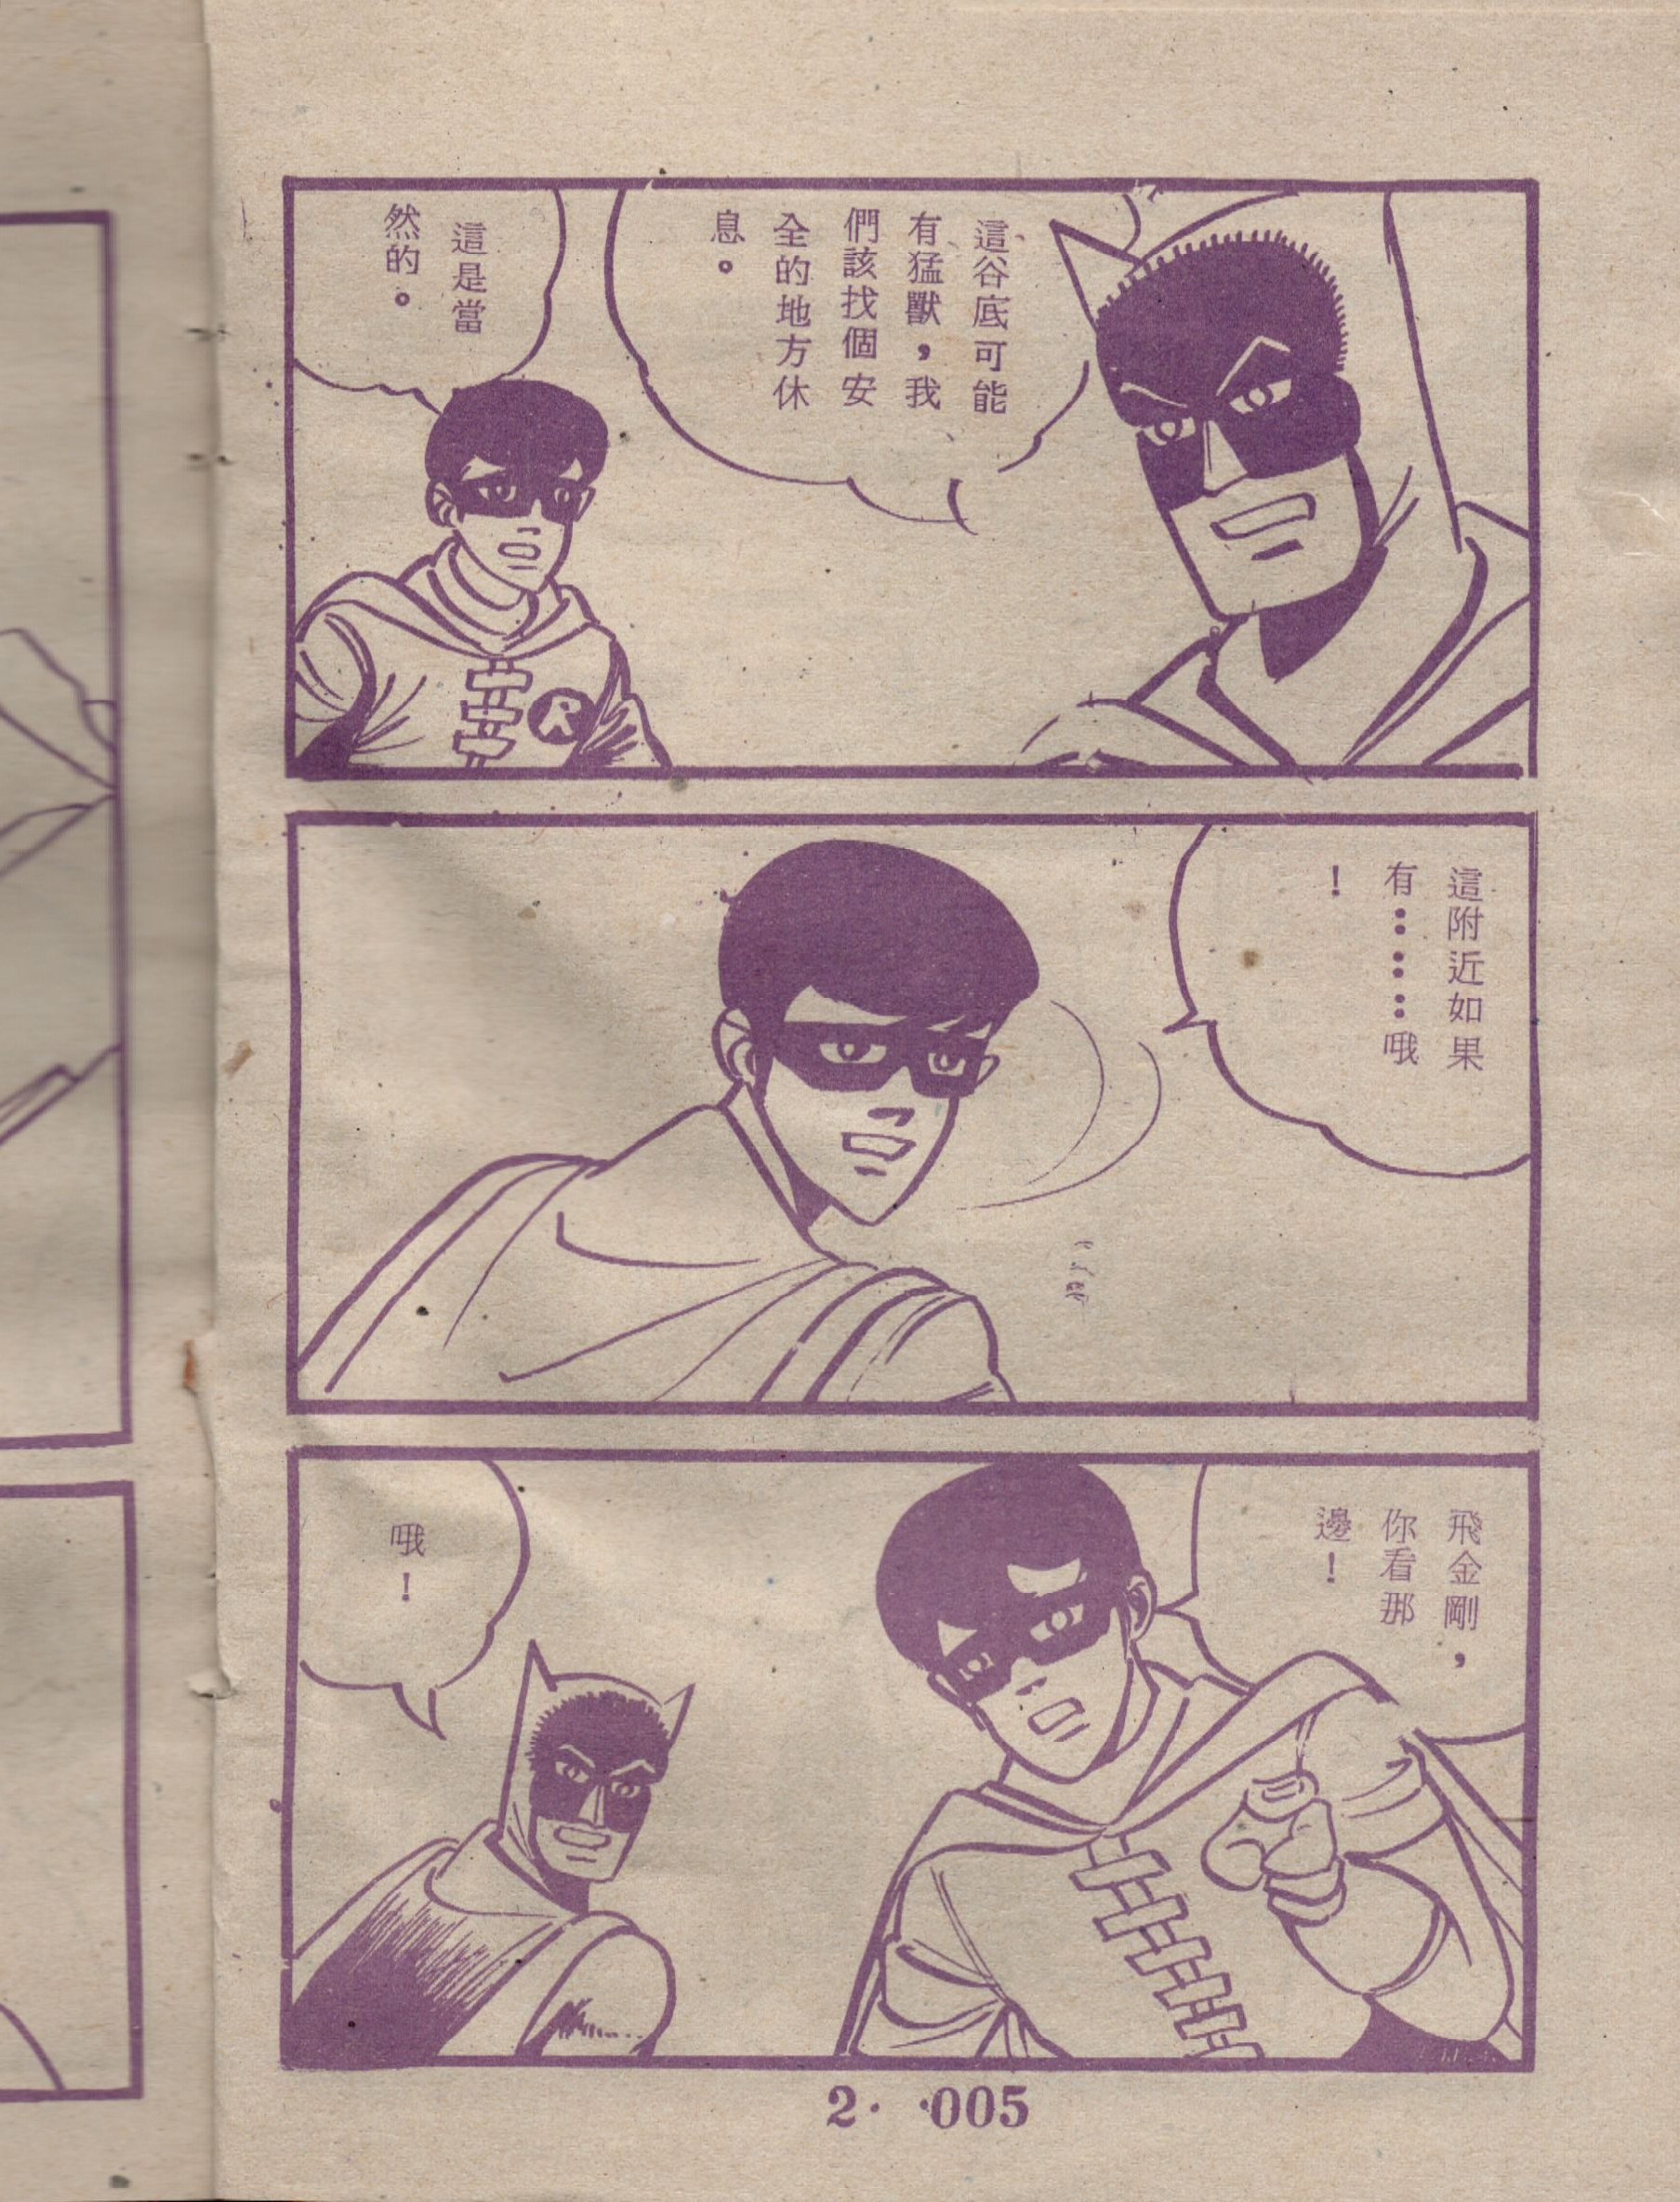 這谷底可能
有猛獸，我
們該找個安
全的地方休
息。
這是當
然的。
R
這附近如果
有⋯⋯⋯哦
！
飛金剛，
你看那
邊！
哦！
2··005